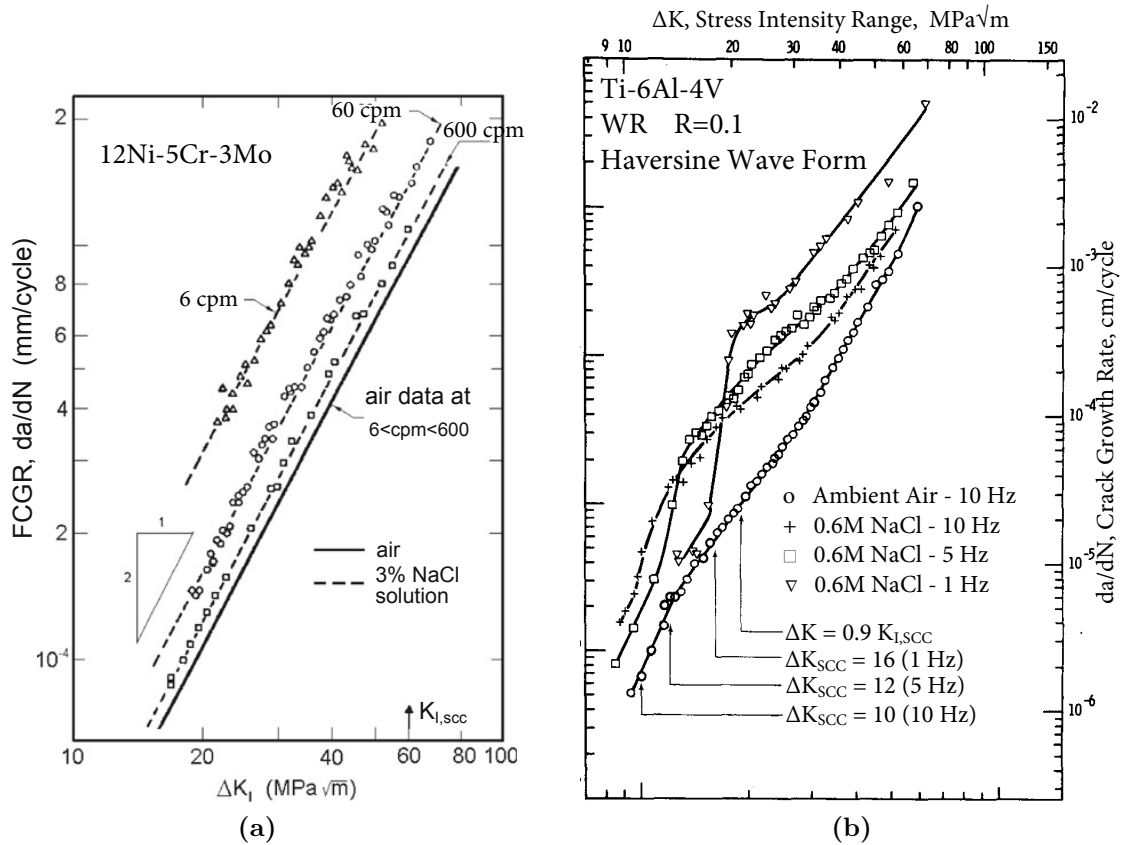 12Ni-5Cr-3Mo
60 cpm
600 cpm
6 cpm
air data at
6<cpm<600
air
3% NaCl
solution
1
2
K_I,scc
FCGR, da/dN (mm/cycle)
2
10^-3
8
6
4
2
10^-4
10 20 40 60 80 100
ΔK_I (MPa √m)
(a)
ΔK, Stress Intensity Range, MPa√m
9 10 20 30 40 60 100 150
Ti-6Al-4V
WR R=0.1
Haversine Wave Form
Ambient Air - 10 Hz
0.6M NaCl - 10 Hz
0.6M NaCl - 5 Hz
0.6M NaCl - 1 Hz
ΔK = 0.9 K_I,SCC
ΔK_SCC = 16 (1 Hz)
ΔK_SCC = 12 (5 Hz)
ΔK_SCC = 10 (10 Hz)
10^-2
10^-3
10^-4
10^-5
10^-6
da/dN, Crack Growth Rate, cm/cycle
(b)